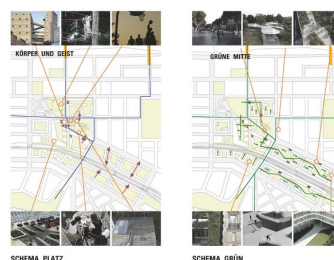 KÖRPER UND GEIST
GRÜNE MITTE
SCHEMA PLATZ
SCHEMA GRÜN